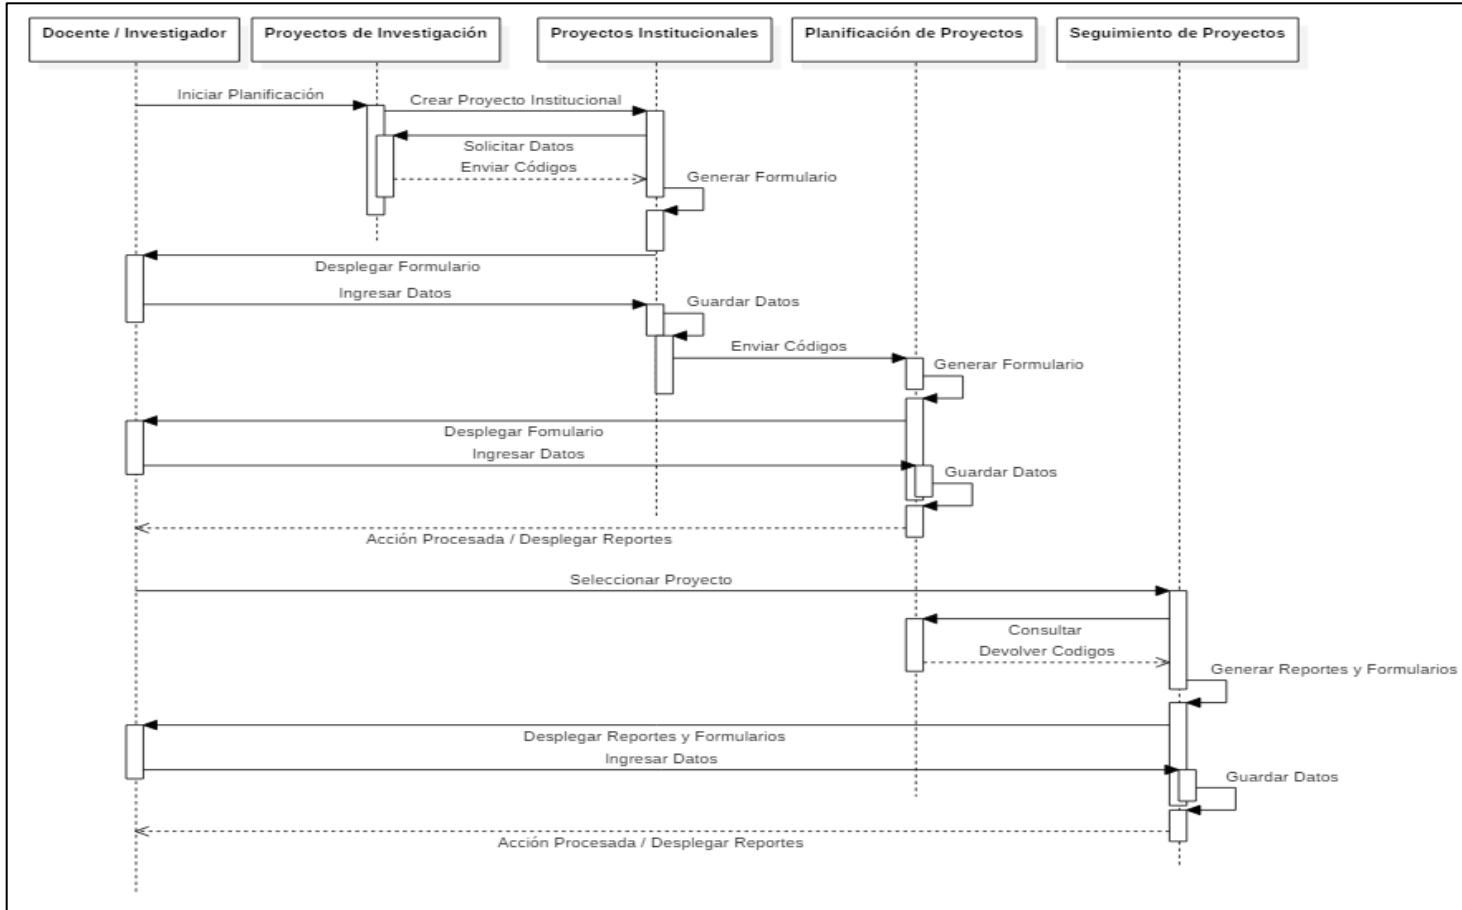 Docente / Investigador
Proyectos de Investigación
Proyectos Institucionales
Planificación de Proyectos
Seguimiento de Proyectos
Iniciar Planificación
Crear Proyecto Institucional
Solicitar Datos
Enviar Códigos
Generar Formulario
Desplegar Formulario
Ingresar Datos
Guardar Datos
Enviar Códigos
Generar Formulario
Desplegar Fomulario
Ingresar Datos
Guardar Datos
Acción Procesada / Desplegar Reportes
Seleccionar Proyecto
Consultar
Devolver Codigos
Generar Reportes y Formularios
Desplegar Reportes y Formularios
Ingresar Datos
Guardar Datos
Acción Procesada / Desplegar Reportes